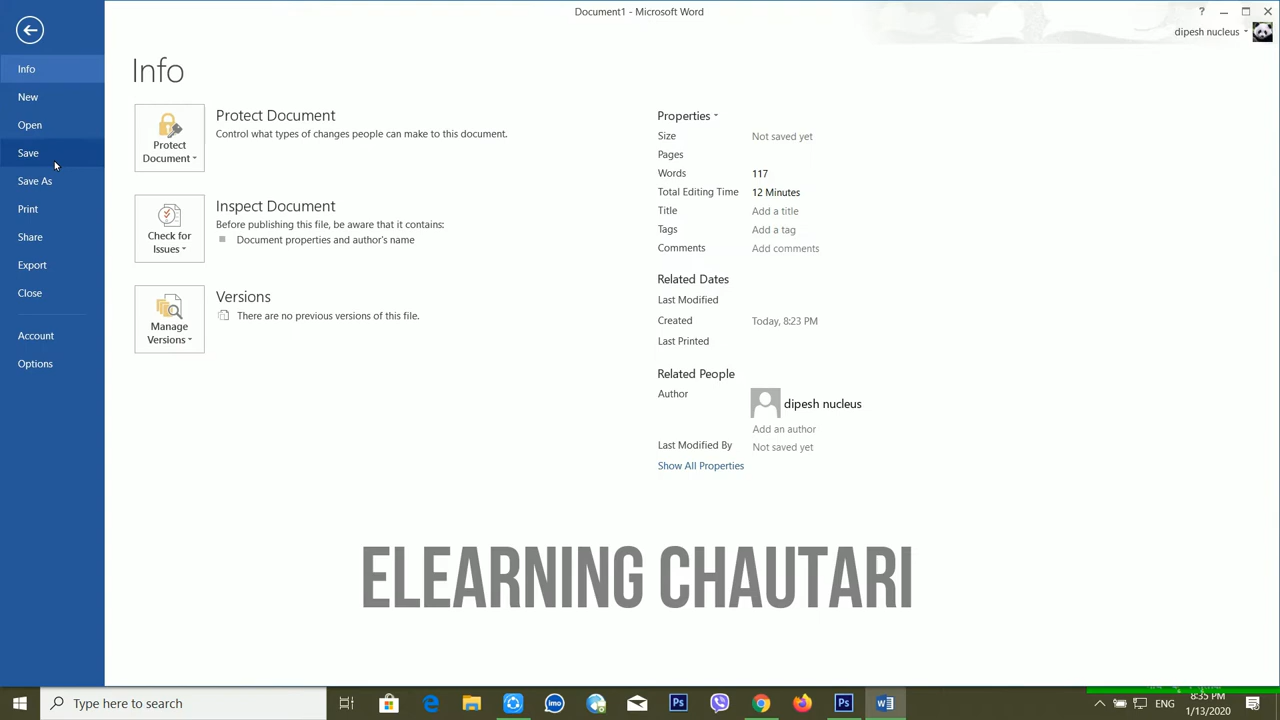 Document1 - Microsoft Word
?
dipesh nucleus
Info
New
Open
Save
Save As
Print
Share
Export
Close
Account
Options
Info
Protect Document
Protect Document
Control what types of changes people can make to this document.
Check for Issues
Inspect Document
Before publishing this file, be aware that it contains:
Document properties and author's name
Manage Versions
Versions
There are no previous versions of this file.
Properties
Size Not saved yet
Pages
Words 117
Total Editing Time 12 Minutes
Title Add a title
Tags Add a tag
Comments Add comments
Related Dates
Last Modified
Created Today, 8:23 PM
Last Printed
Related People
Author dipesh nucleus
Add an author
Last Modified By Not saved yet
Show All Properties
ELEARNING CHAUTARI
Type here to search
imo
Ps
Ps
ENG
8:35 PM
1/13/2020